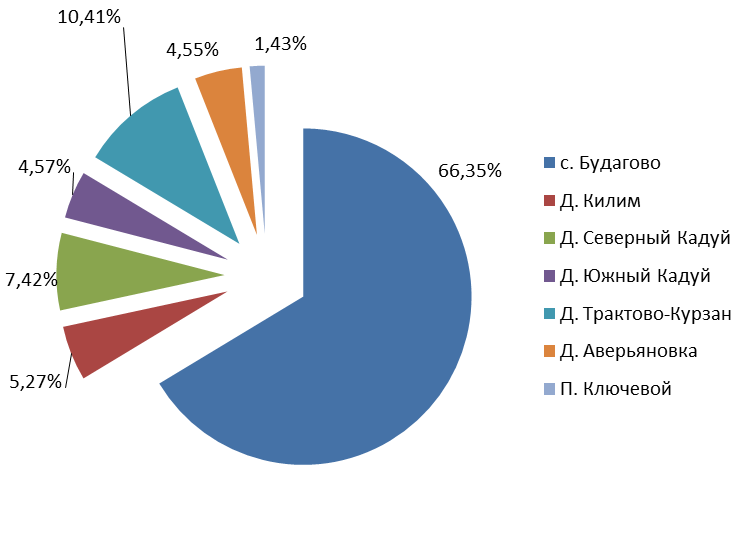 10,41%
4,55%
1,43%
4,57%
66,35%
7,42%
5,27%
с. Будагово
Д. Килим
Д. Северный Кадуй
Д. Южный Кадуй
Д. Трактово-Курзан
Д. Аверьяновка
П. Ключевой